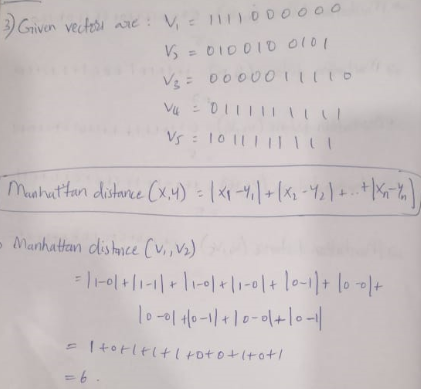 3) Given vectors are : V₁ = 1111000000
V₂ = 0100100101
V₃ = 0000011110
V₄ = 0111111111
V₅ = 1011111111
Manhattan distance (x,y) = |x₁-y₁|+|x₂-y₂|+..+|xₙ-yₙ|
Manhattan distance (V₁,V₂)
= |1-0|+|1-1|+|1-0|+|1-0|+|0-1|+|0-0|+
|0-0|+|0-1|+|0-0|+|0-1|
= 1+0+1+1+1+0+0+1+0+1
= 6.